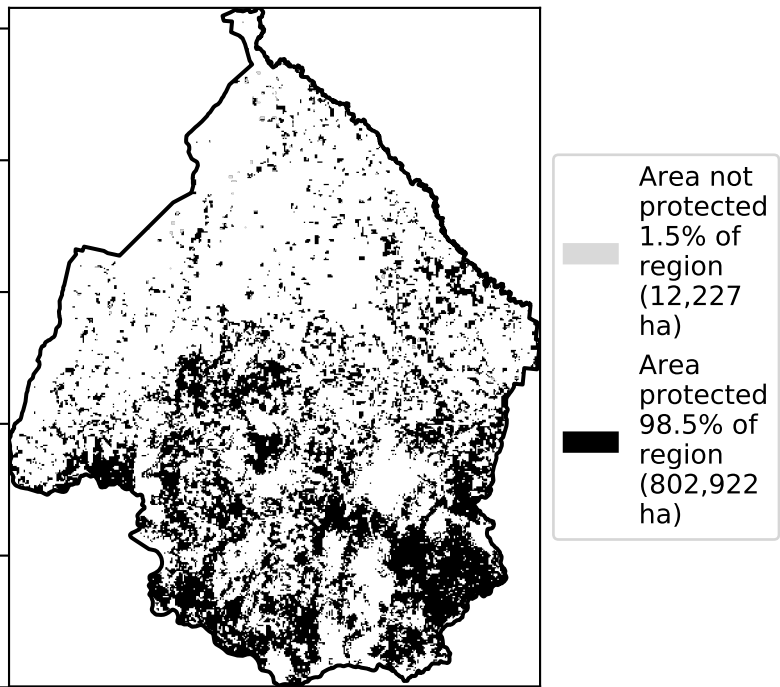 Area not
protected
1.5% of
region
(12,227
ha)
Area
protected
98.5% of
region
(802,922
ha)